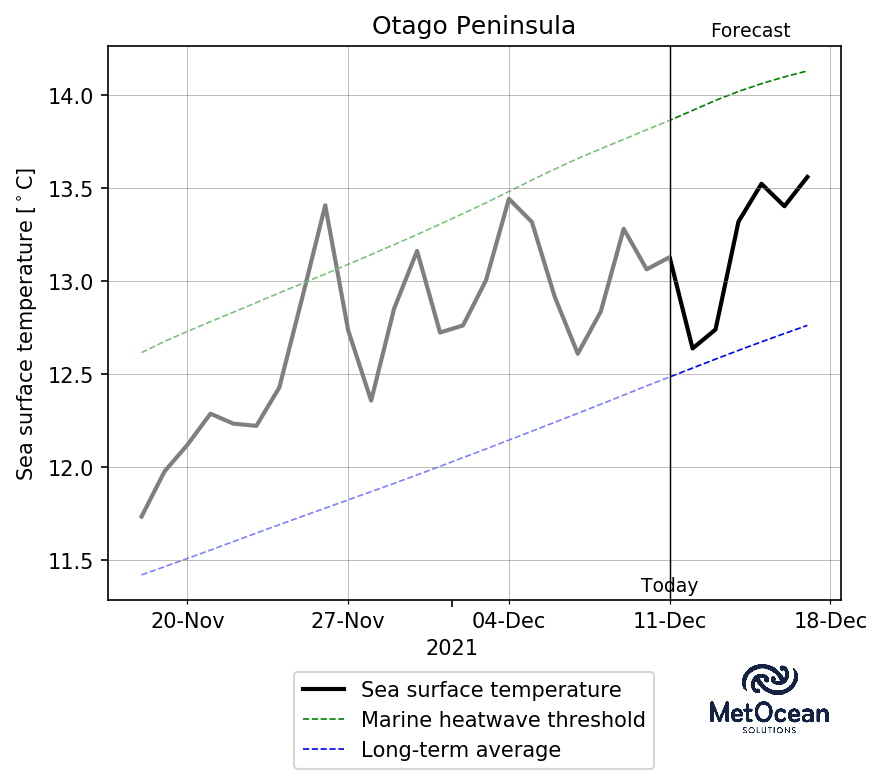 Otago Peninsula
Forecast
Sea surface temperature [°C]
14.0
13.5
13.0
12.5
12.0
11.5
Today
20-Nov 27-Nov 04-Dec 11-Dec 18-Dec
2021
Sea surface temperature
Marine heatwave threshold
Long-term average
MetOcean
SOLUTIONS